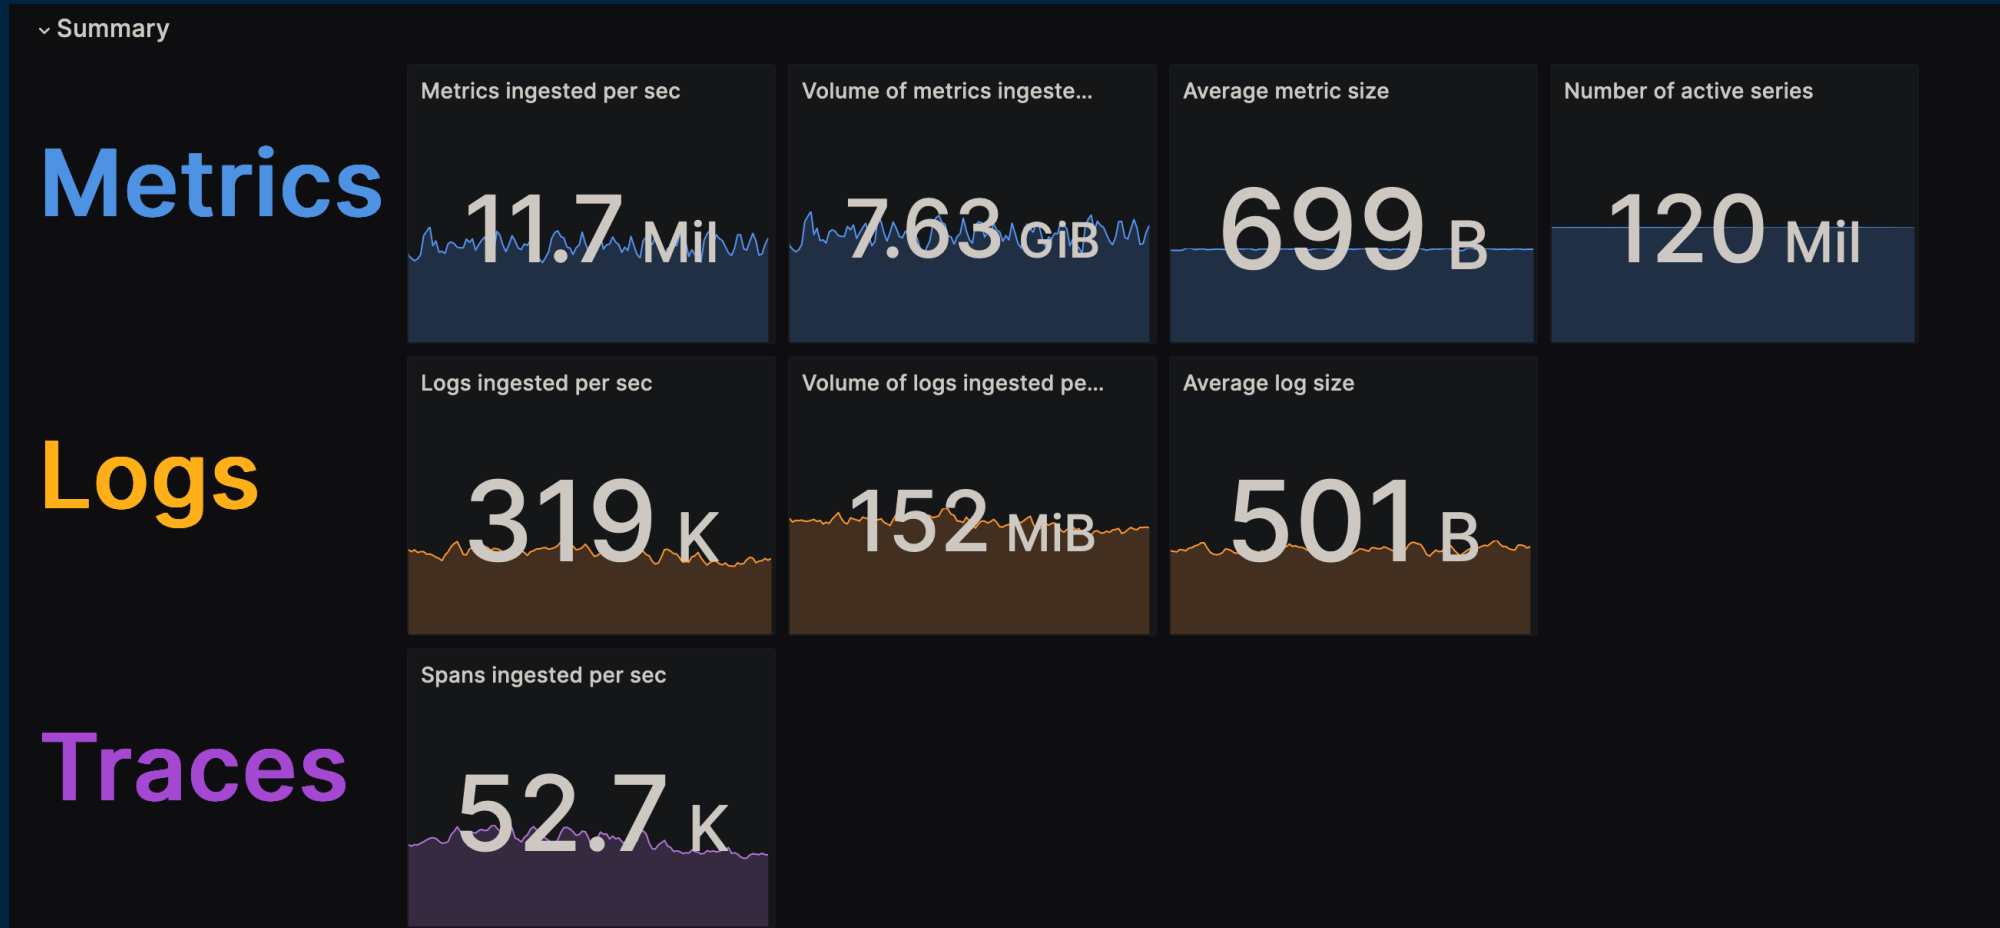 Summary
Metrics
Metrics ingested per sec
11.7 Mil
Volume of metrics ingeste...
7.63 GiB
Average metric size
699 B
Number of active series
120 Mil
Logs
Logs ingested per sec
319 K
Volume of logs ingested pe...
152 MiB
Average log size
501 B
Traces
Spans ingested per sec
52.7 K